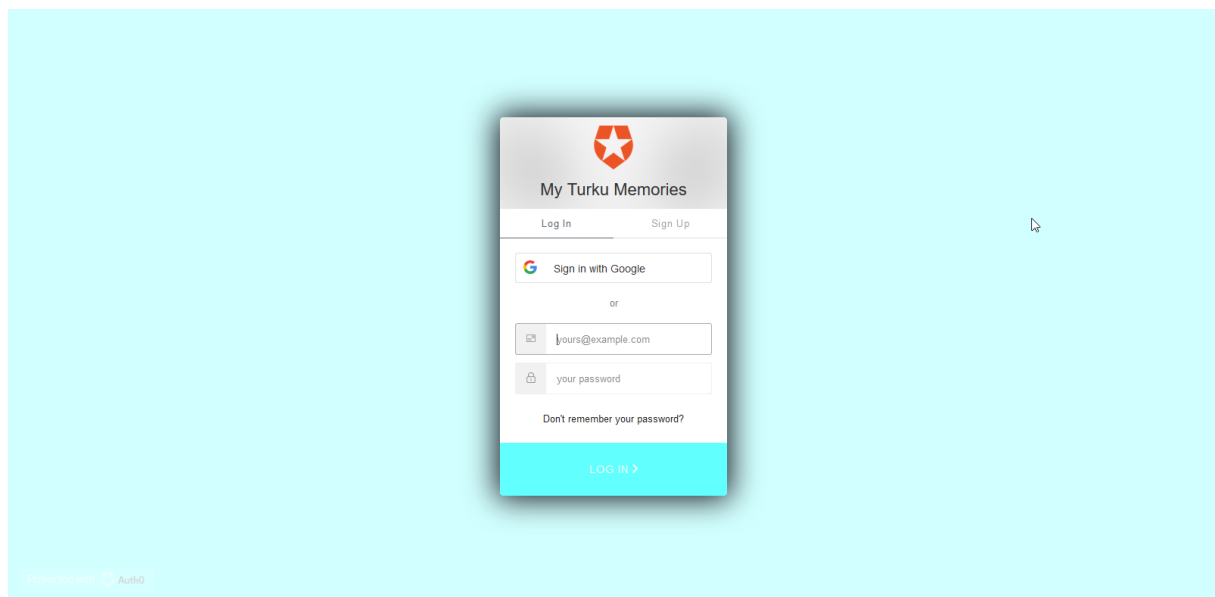 My Turku Memories
Log In Sign Up
Sign in with Google
or
yours@example.com
your password
Don't remember your password?
LOG IN
Auth0